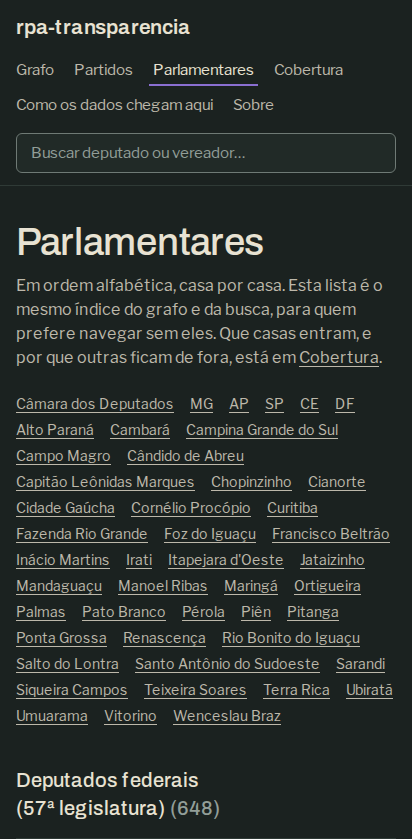 rpa-transparencia
Grafo Partidos Parlamentares Cobertura
Como os dados chegam aqui Sobre
Buscar deputado ou vereador...
Parlamentares
Em ordem alfabética, casa por casa. Esta lista é o
mesmo índice do grafo e da busca, para quem
prefere navegar sem eles. Que casas entram, e
por que outras ficam de fora, está em Cobertura.
Câmara dos Deputados MG AP SP CE DF
Alto Paraná Cambará Campina Grande do Sul
Campo Magro Cândido de Abreu
Capitão Leônidas Marques Chopinzinho Cianorte
Cidade Gaúcha Cornélio Procópio Curitiba
Fazenda Rio Grande Foz do Iguaçu Francisco Beltrão
Inácio Martins Irati Itapejara d'Oeste Jataizinho
Mandaguaçu Manoel Ribas Maringá Ortigueira
Palmas Pato Branco Pérola Piên Pitanga
Ponta Grossa Renascença Rio Bonito do Iguaçu
Salto do Lontra Santo Antônio do Sudoeste Sarandi
Siqueira Campos Teixeira Soares Terra Rica Ubiratã
Umuarama Vitorino Wenceslau Braz
Deputados federais
(57ª legislatura) (648)